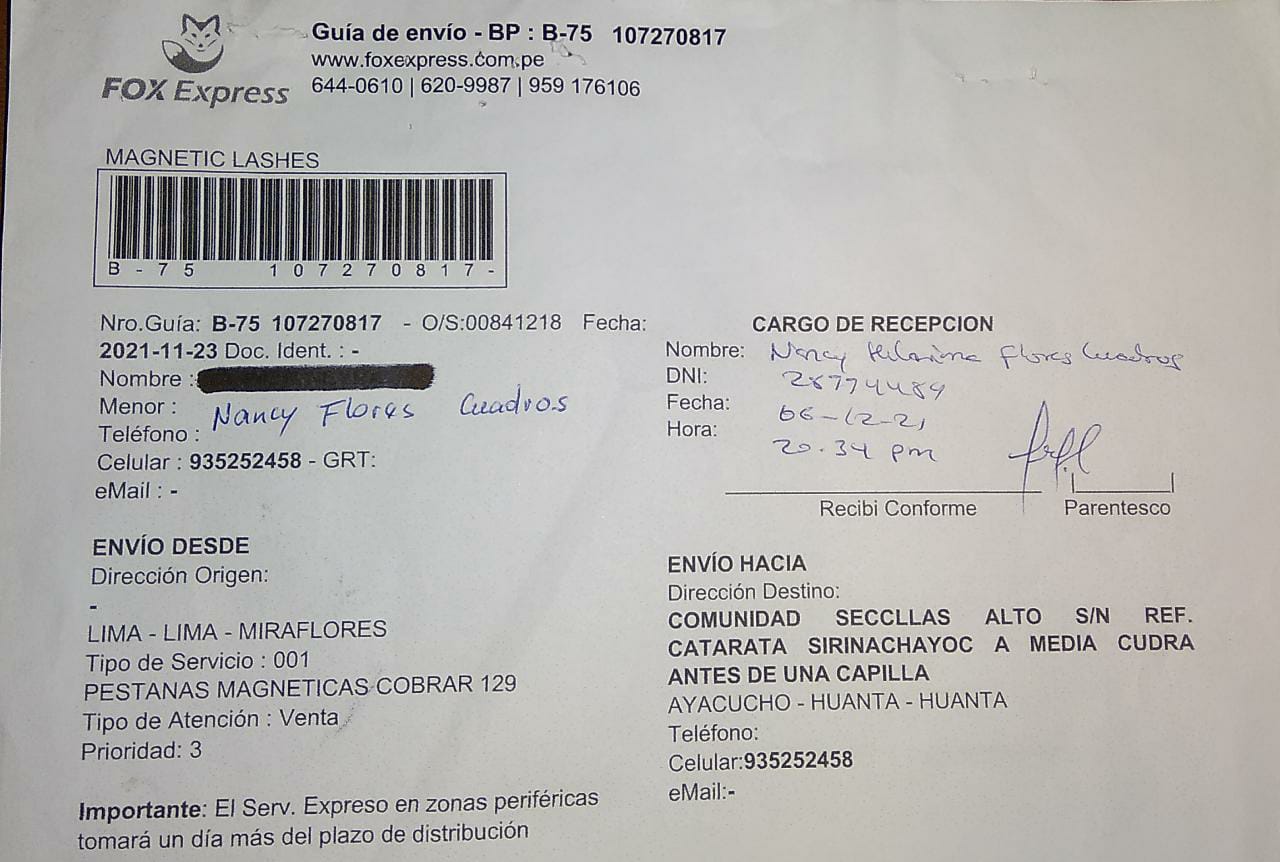 FOX Express
Guía de envío - BP : B-75 107270817
www.foxexpress.com.pe
644-0610 | 620-9987 | 959 176106
MAGNETIC LASHES
B - 75 107270817-
Nro.Guía: B-75 107270817 - O/S:00841218 Fecha:
2021-11-23 Doc. Ident. : -
Nombre :
Menor : Nancy Flores Cuadros
Teléfono :
Celular : 935252458 - GRT:
eMail : -
CARGO DE RECEPCION
Nombre: Nancy Hilarina Flores Cuadros
DNI: 28774489
Fecha: 06-12-21
Hora: 20.34 pm
Recibi Conforme Parentesco
ENVÍO DESDE
Dirección Origen:
-
LIMA - LIMA - MIRAFLORES
Tipo de Servicio : 001
PESTANAS MAGNETICAS COBRAR 129
Tipo de Atención : Venta
Prioridad: 3
ENVÍO HACIA
Dirección Destino:
COMUNIDAD SECCLLAS ALTO S/N REF.
CATARATA SIRINACHAYOC A MEDIA CUDRA
ANTES DE UNA CAPILLA
AYACUCHO - HUANTA - HUANTA
Teléfono:
Celular:935252458
eMail:-
Importante: El Serv. Expreso en zonas periféricas
tomará un día más del plazo de distribución